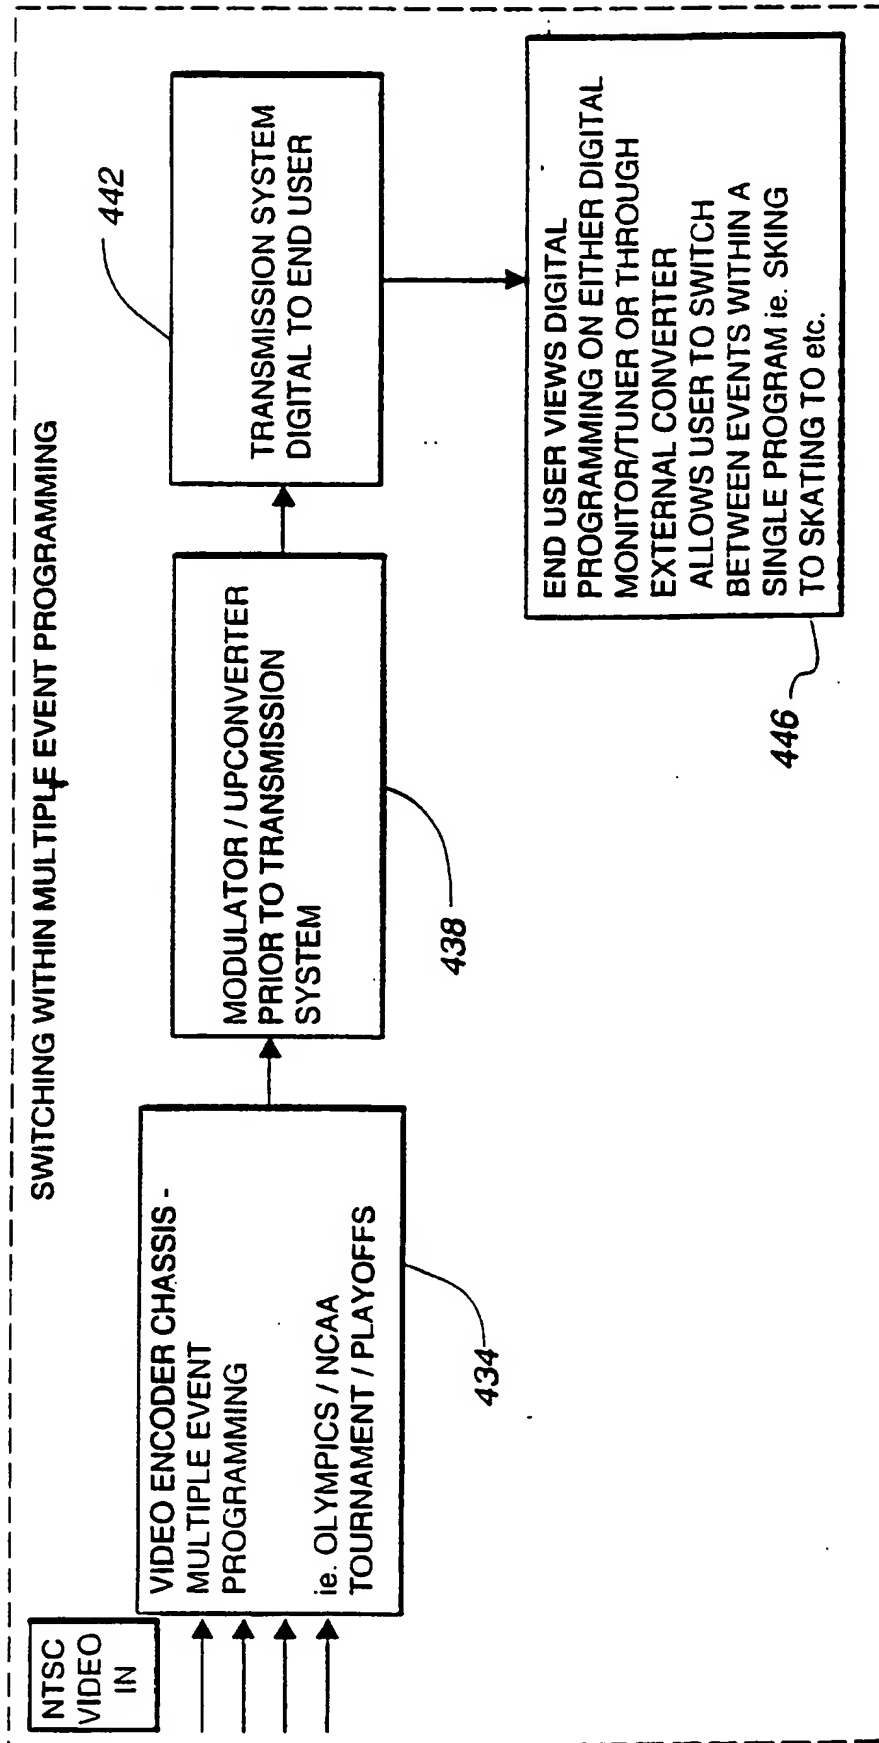 SWITCHING WITHIN MULTIPLE EVENT PROGRAMMING
NTSC
VIDEO
IN
VIDEO ENCODER CHASSIS -
MULTIPLE EVENT
PROGRAMMING
ie. OLYMPICS / NCAA
TOURNAMENT / PLAYOFFS
434
MODULATOR / UPCONVERTER
PRIOR TO TRANSMISSION
SYSTEM
438
TRANSMISSION SYSTEM
DIGITAL TO END USER
442
END USER VIEWS DIGITAL
PROGRAMMING ON EITHER DIGITAL
MONITOR/TUNER OR THROUGH
EXTERNAL CONVERTER
ALLOWS USER TO SWITCH
BETWEEN EVENTS WITHIN A
SINGLE PROGRAM ie. SKING
TO SKATING TO etc.
446